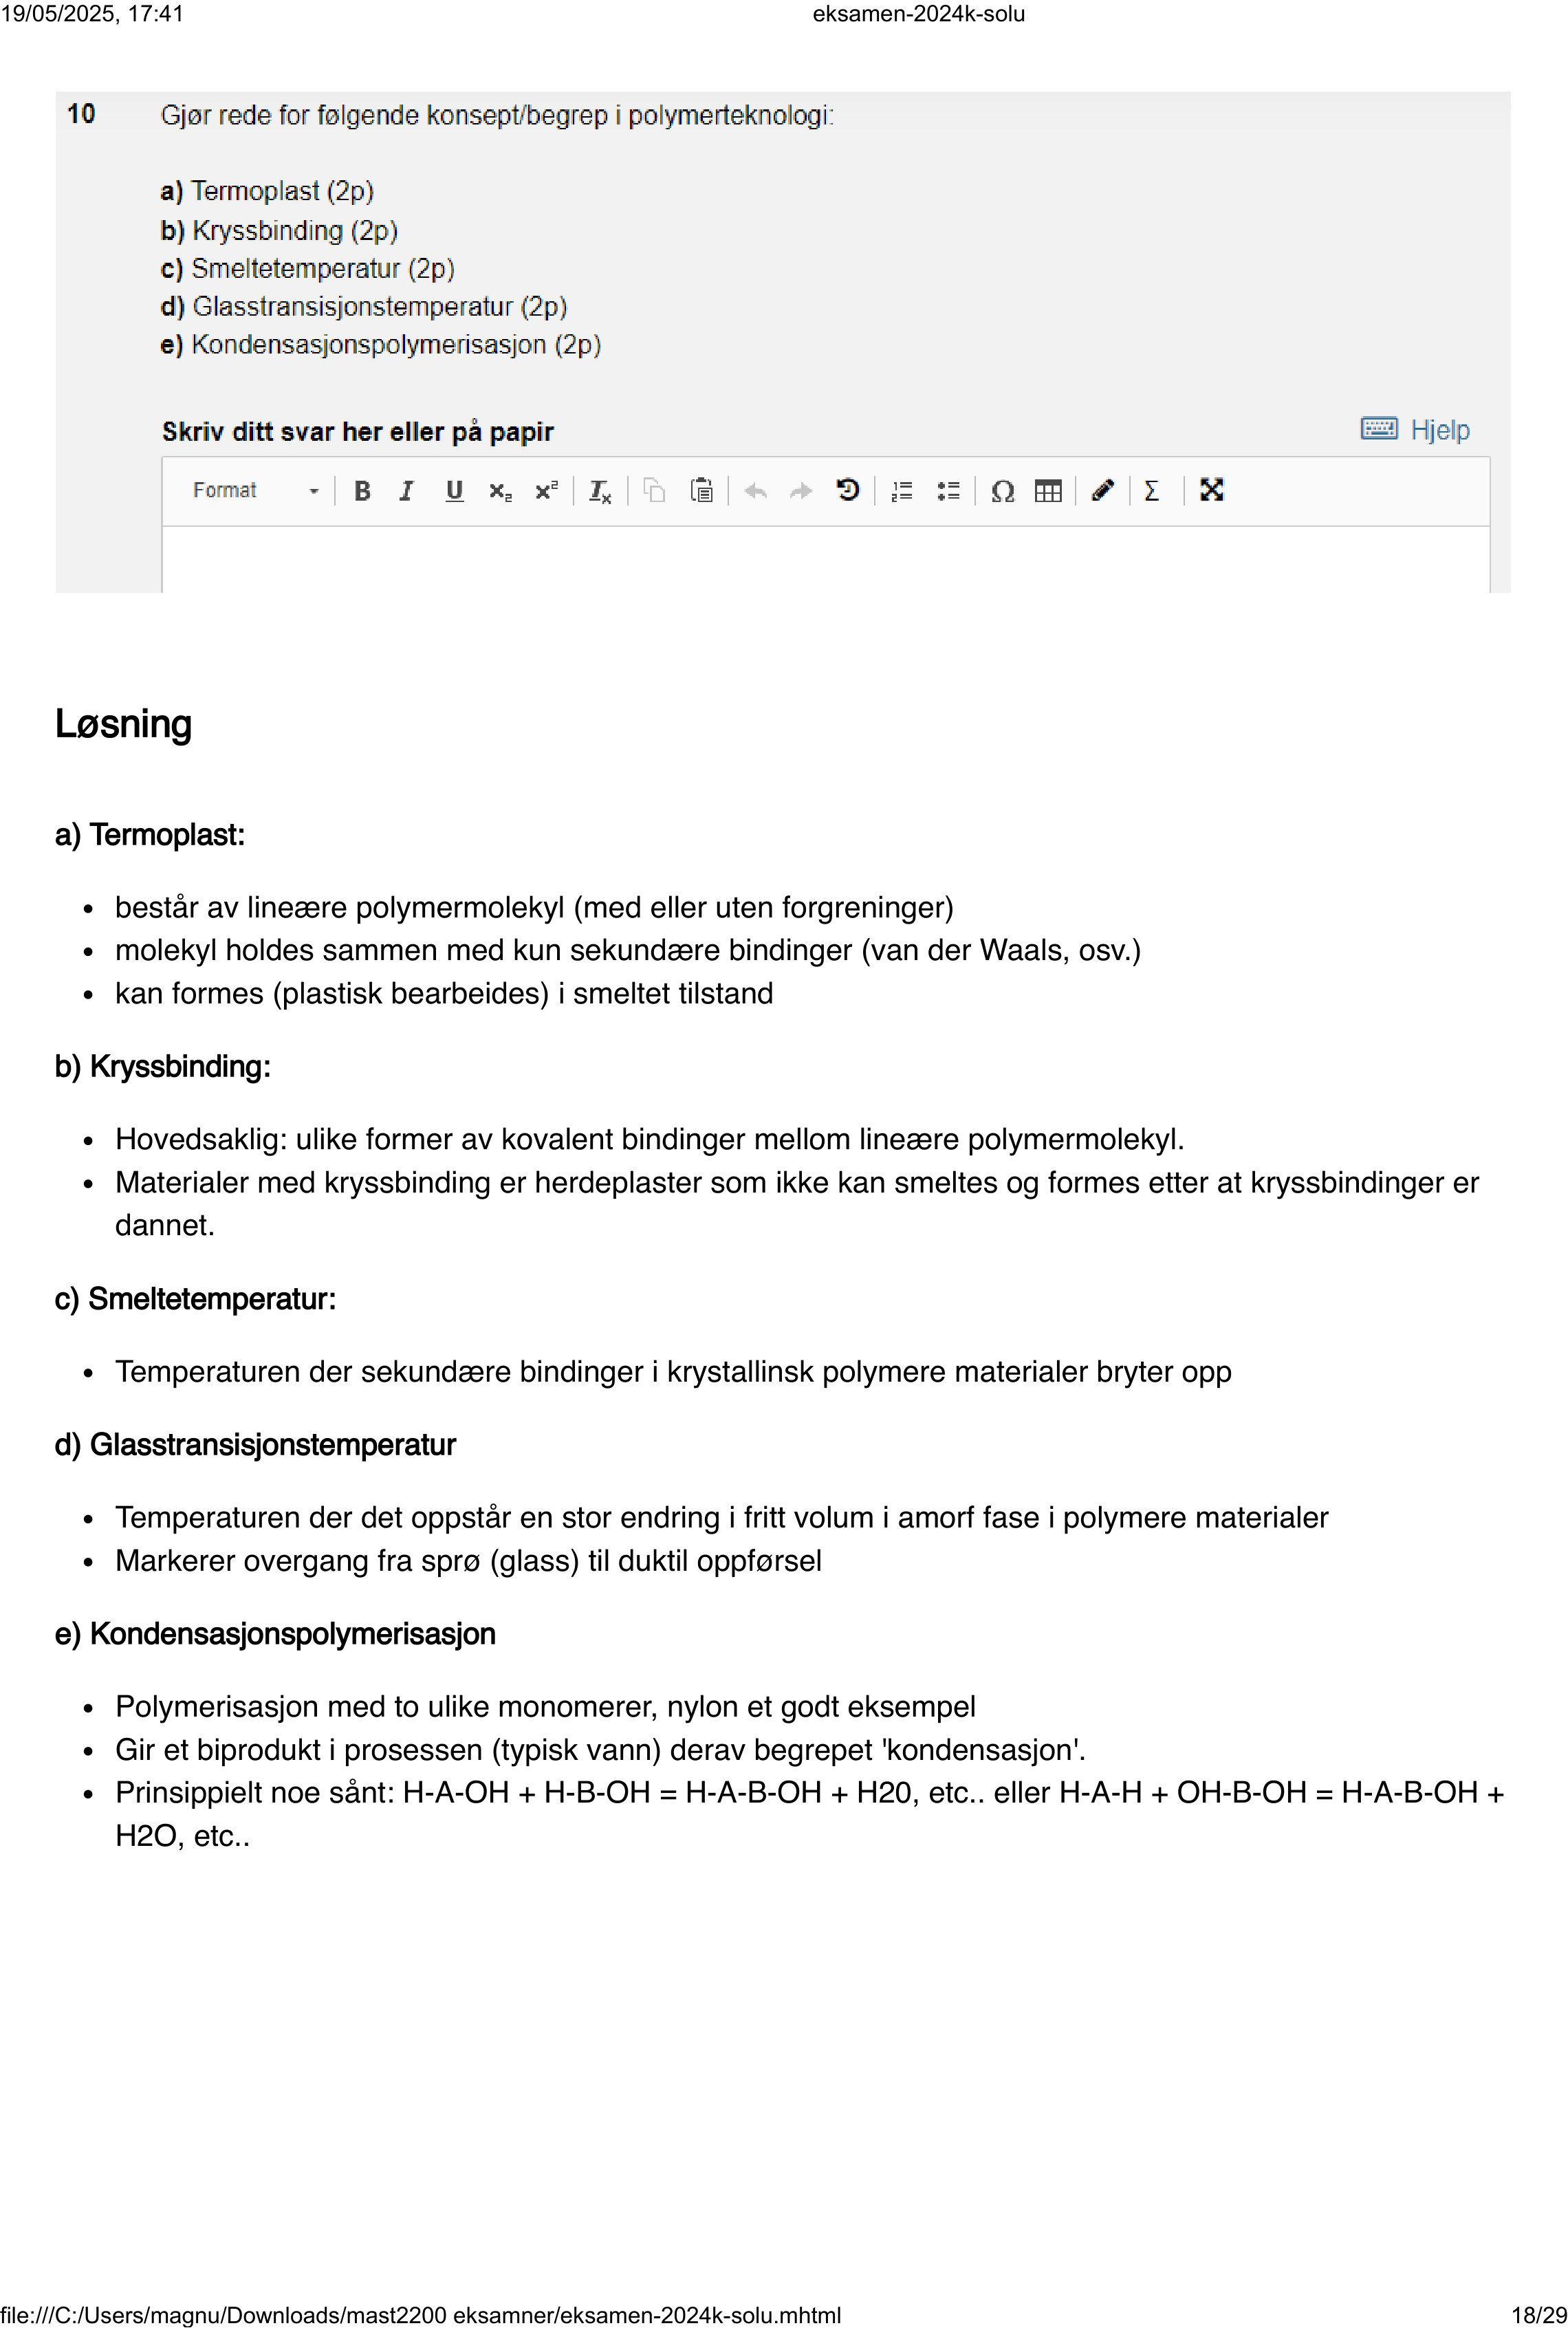 19/05/2025, 17:41
eksamen-2024k-solu
10 Gjør rede for følgende konsept/begrep i polymerteknologi:
a) Termoplast (2p)
b) Kryssbinding (2p)
c) Smeltetemperatur (2p)
d) Glasstransisjonstemperatur (2p)
e) Kondensasjonspolymerisasjon (2p)
Skriv ditt svar her eller på papir
Hjelp
Format B I U x₂ x² Iₓ Ω Σ
Løsning
a) Termoplast:
• består av lineære polymermolekyl (med eller uten forgreninger)
• molekyl holdes sammen med kun sekundære bindinger (van der Waals, osv.)
• kan formes (plastisk bearbeides) i smeltet tilstand
b) Kryssbinding:
• Hovedsaklig: ulike former av kovalent bindinger mellom lineære polymermolekyl.
• Materialer med kryssbinding er herdeplaster som ikke kan smeltes og formes etter at kryssbindinger er
dannet.
c) Smeltetemperatur:
• Temperaturen der sekundære bindinger i krystallinsk polymere materialer bryter opp
d) Glasstransisjonstemperatur
• Temperaturen der det oppstår en stor endring i fritt volum i amorf fase i polymere materialer
• Markerer overgang fra sprø (glass) til duktil oppførsel
e) Kondensasjonspolymerisasjon
• Polymerisasjon med to ulike monomerer, nylon et godt eksempel
• Gir et biprodukt i prosessen (typisk vann) derav begrepet 'kondensasjon'.
• Prinsippielt noe sånt: H-A-OH + H-B-OH = H-A-B-OH + H20, etc.. eller H-A-H + OH-B-OH = H-A-B-OH +
H2O, etc..
file:///C:/Users/magnu/Downloads/mast2200 eksamner/eksamen-2024k-solu.mhtml
18/29